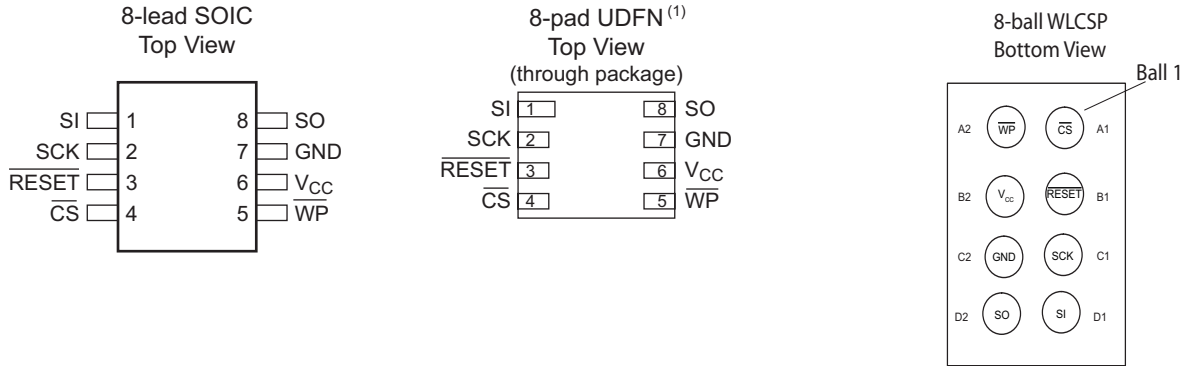 8-lead SOIC
Top View
SI 1 8 SO
SCK 2 7 GND
RESET 3 6 VCC
CS 4 5 WP
8-pad UDFN (1)
Top View
(through package)
SI 1 8 SO
SCK 2 7 GND
RESET 3 6 VCC
CS 4 5 WP
8-ball WLCSP
Bottom View
Ball 1
A2 WP CS A1
B2 Vcc RESET B1
C2 GND SCK C1
D2 SO SI D1